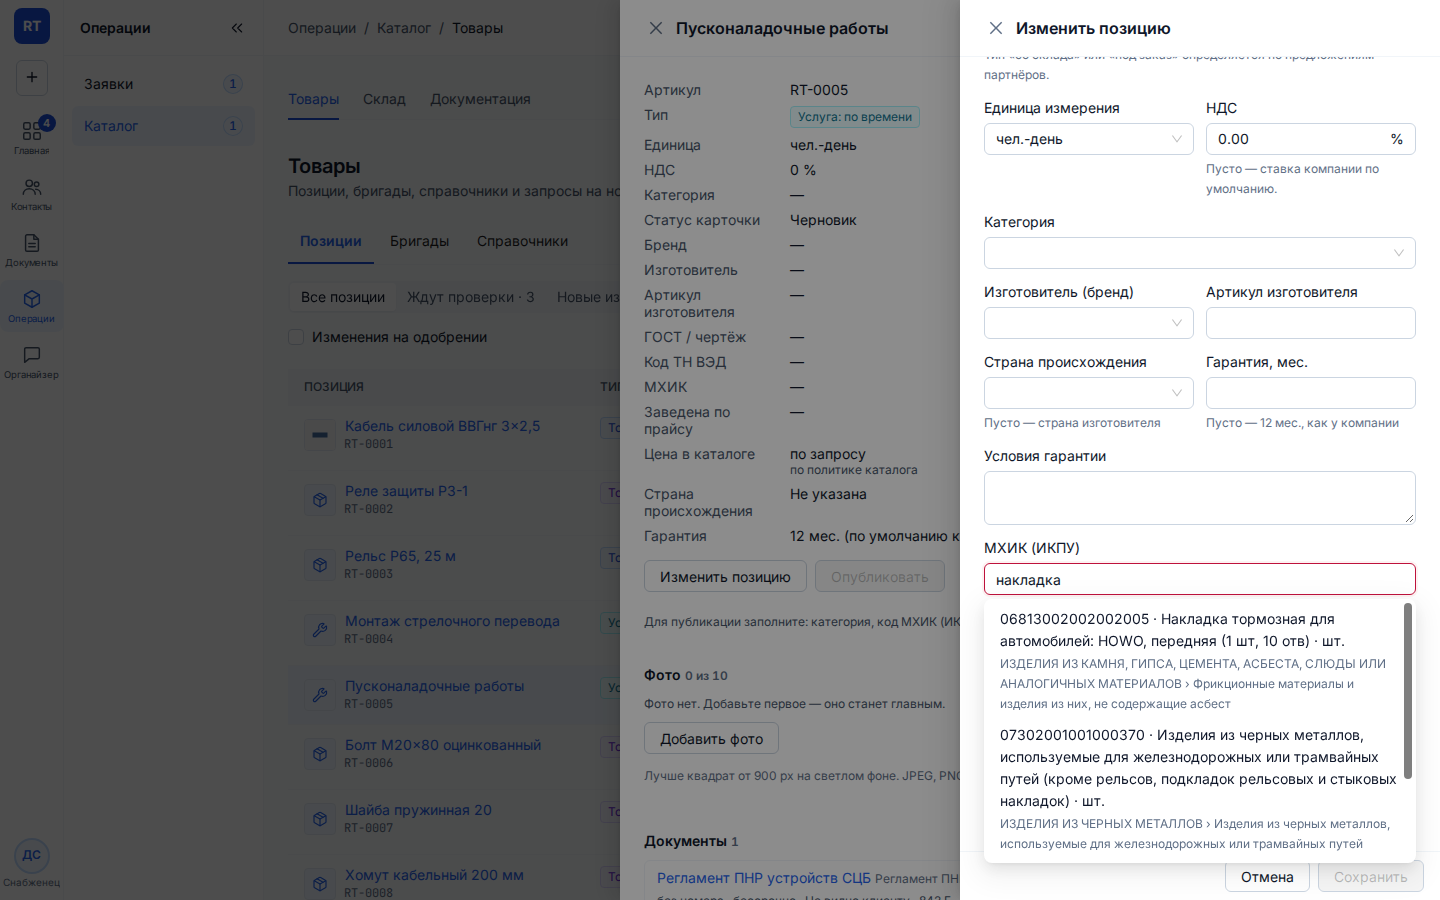 RT
Операции
Операции / Каталог / Товары
Пусконаладочные работы
Изменить позицию
партнёров.
Заявки 1
Каталог 1
4
Главная
Контакты
Документы
Операции
Органайзер
ДС
Снабженец
Товары Склад Документация
Товары
Позиции, бригады, справочники и запросы на но
Позиции Бригады Справочники
Все позиции Ждут проверки · 3 Новые из
Изменения на одобрении
ПОЗИЦИЯ ТИ
Кабель силовой ВВГнг 3×2,5 То
RT-0001
Реле защиты РЗ-1 То
RT-0002
Рельс Р65, 25 м То
RT-0003
Монтаж стрелочного перевода Ус
RT-0004
Пусконаладочные работы Ус
RT-0005
Болт М20×80 оцинкованный То
RT-0006
Шайба пружинная 20 То
RT-0007
Хомут кабельный 200 мм То
RT-0008
Артикул RT-0005
Тип Услуга: по времени
Единица чел.-день
НДС 0 %
Категория —
Статус карточки Черновик
Бренд —
Изготовитель —
Артикул —
изготовителя
ГОСТ / чертёж —
Код ТН ВЭД —
МХИК —
Заведена по —
прайсу
Цена в каталоге по запросу
по политике каталога
Страна Не указана
происхождения
Гарантия 12 мес. (по умолчанию к
Изменить позицию Опубликовать
Для публикации заполните: категория, код МХИК (ИК
Фото 0 из 10
Фото нет. Добавьте первое — оно станет главным.
Добавить фото
Лучше квадрат от 900 px на светлом фоне. JPEG, PNG
Документы 1
Регламент ПНР устройств СЦБ Регламент ПН
Единица измерения НДС
чел.-день 0.00 %
Пусто — ставка компании по
умолчанию.
Категория
Изготовитель (бренд) Артикул изготовителя
Страна происхождения Гарантия, мес.
Пусто — страна изготовителя Пусто — 12 мес., как у компании
Условия гарантии
МХИК (ИКПУ)
накладка
06813002002002005 · Накладка тормозная для
автомобилей: HOWO, передняя (1 шт, 10 отв) · шт.
ИЗДЕЛИЯ ИЗ КАМНЯ, ГИПСА, ЦЕМЕНТА, АСБЕСТА, СЛЮДЫ ИЛИ
АНАЛОГИЧНЫХ МАТЕРИАЛОВ › Фрикционные материалы и
изделия из них, не содержащие асбест
07302001001000370 · Изделия из черных металлов,
используемые для железнодорожных или трамвайных
путей (кроме рельсов, подкладок рельсовых и стыковых
накладок) · шт.
ИЗДЕЛИЯ ИЗ ЧЕРНЫХ МЕТАЛЛОВ › Изделия из черных металлов,
используемые для железнодорожных или трамвайных путей
Отмена Сохранить